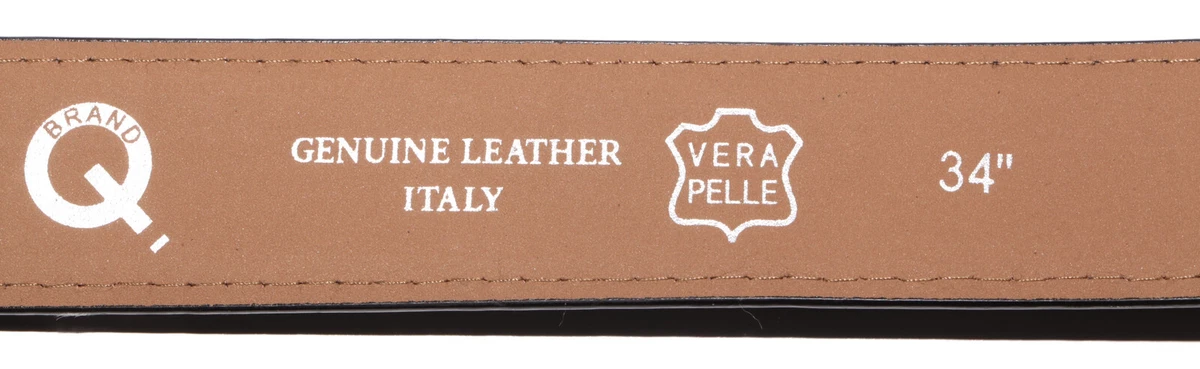 BRAND
Q
GENUINE LEATHER
ITALY
VERA
PELLE
34"